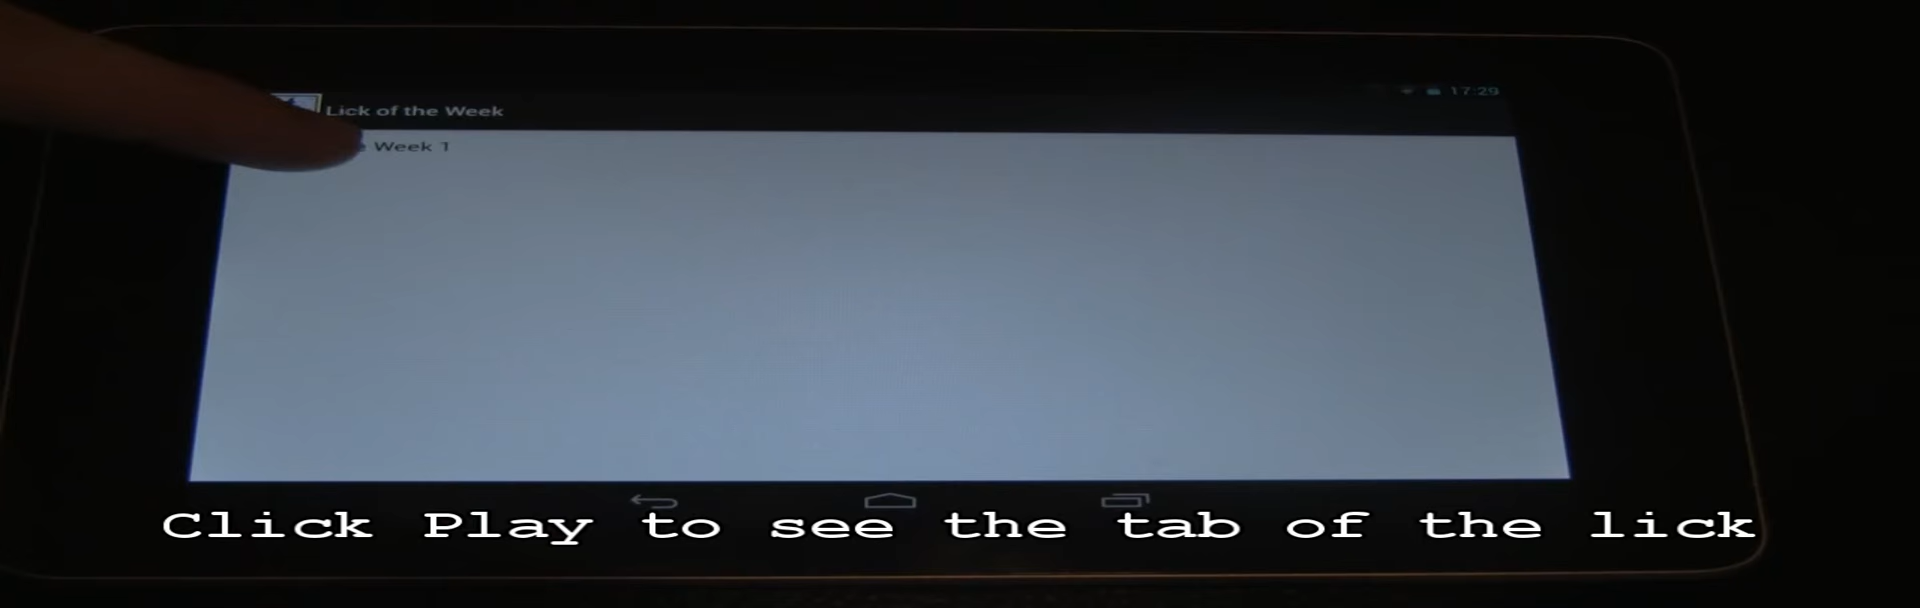 17:29
Lick of the Week
Week 1
Click Play to see the tab of the lick